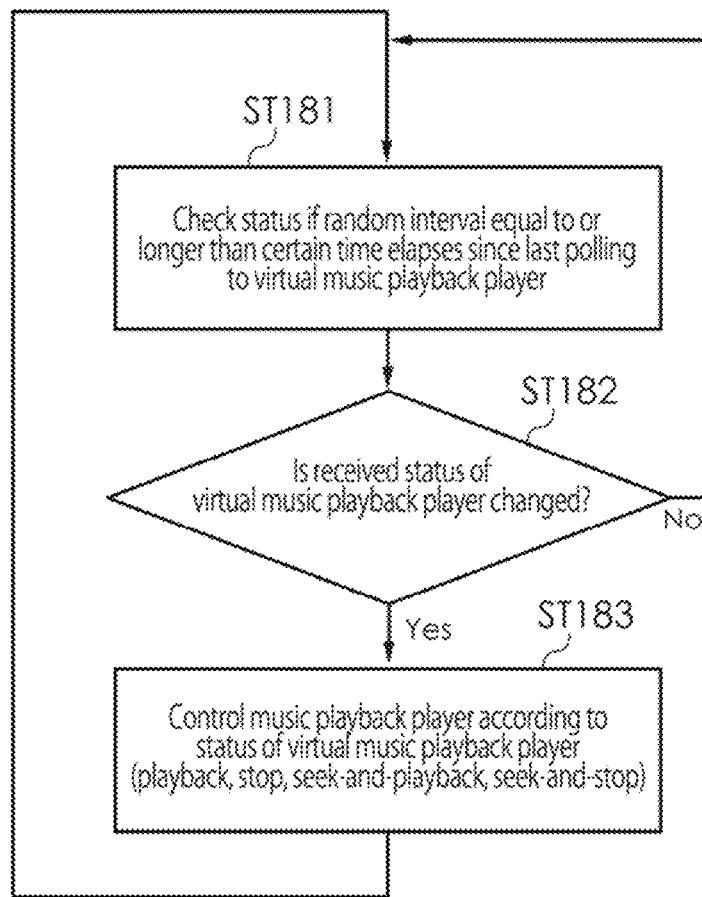 ST181
Check status if random interval equal to or
longer than certain time elapses since last polling
to virtual music playback player
ST182
Is received status of
virtual music playback player changed?
No
Yes
ST183
Control music playback player according to
status of virtual music playback player
(playback, stop, seek-and-playback, seek-and-stop)